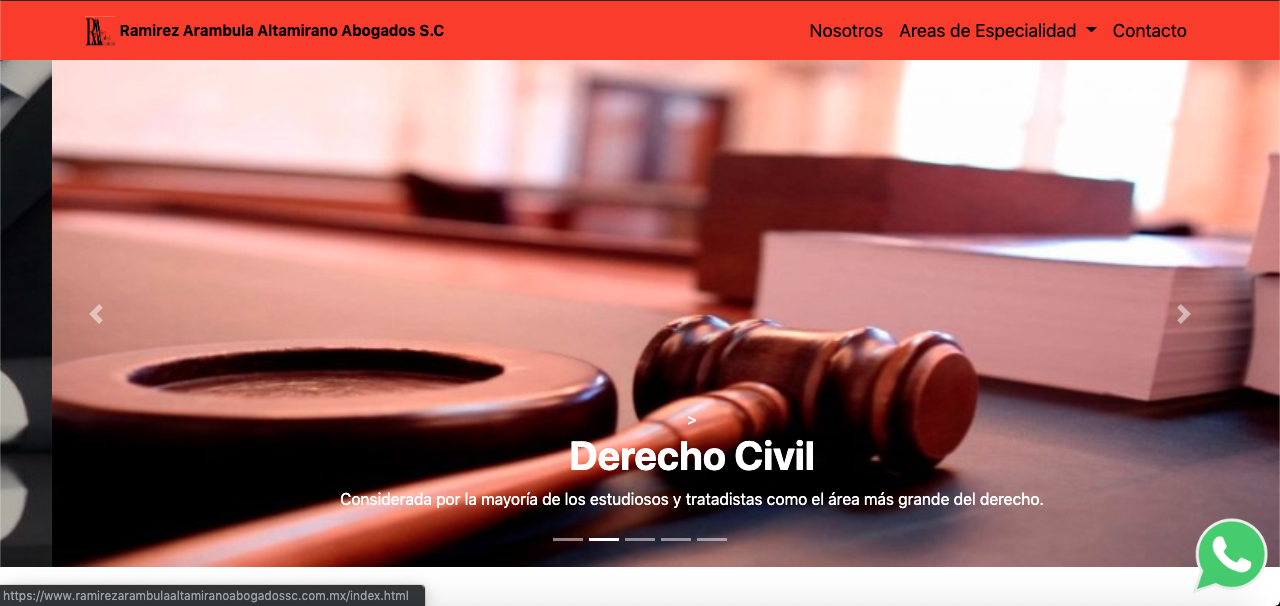 Ramirez Arambula Altamirano Abogados S.C
Nosotros Areas de Especialidad Contacto
>
Derecho Civil
Considerada por la mayoría de los estudiosos y tratadistas como el área más grande del derecho.
https://www.ramirezarambulaaltamiranoabogadossc.com.mx/index.html